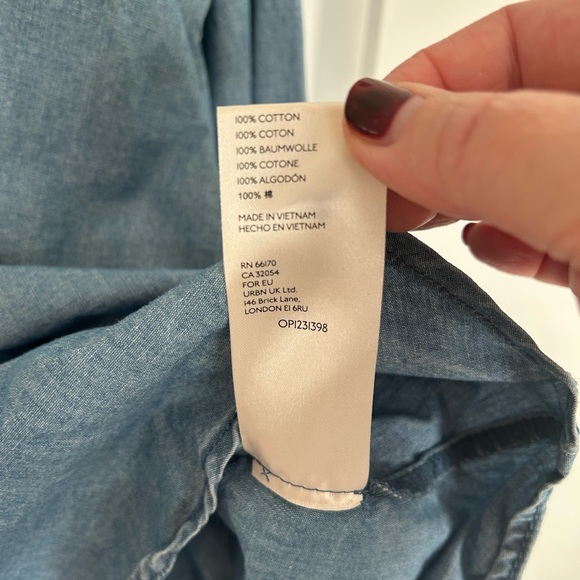 100% COTTON
100% COTON
100% BAUMWOLLE
100% COTONE
100% ALGODÓN
100% 棉
MADE IN VIETNAM
HECHO EN VIETNAM
RN 66170
CA 32054
FOR EU
URBN UK Ltd.
146 Brick Lane,
LONDON E1 6RU
OP1231398